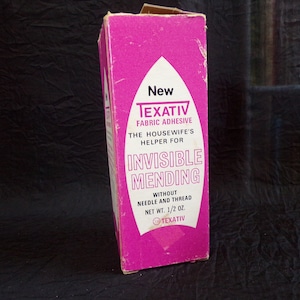 New
TEXATIV
FABRIC ADHESIVE
THE HOUSEWIFE'S
HELPER FOR
INVISIBLE
MENDING
WITHOUT
NEEDLE AND THREAD
NET WT. 1/2 OZ.
TEXATIV